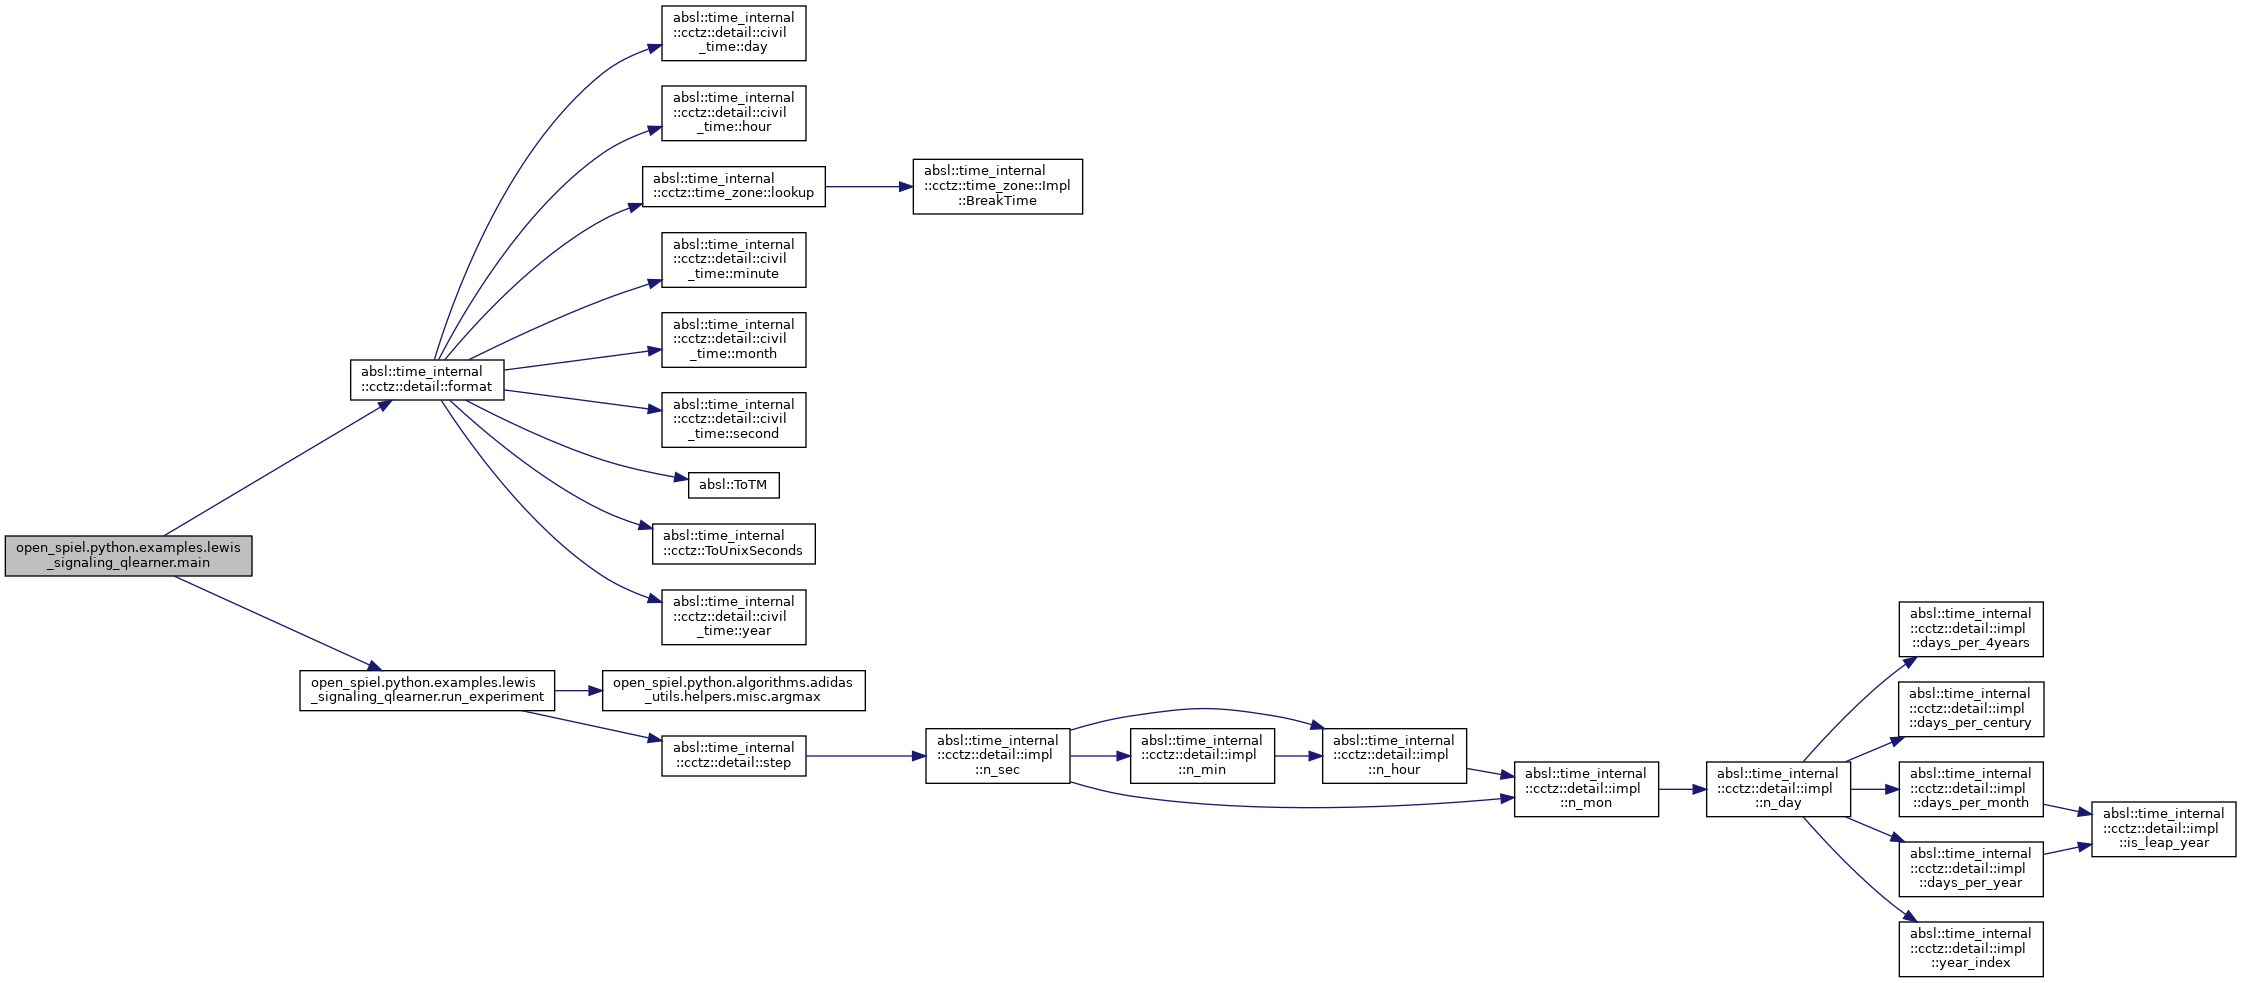 absl::time_internal
::cctz::detail::civil
_time::day
absl::time_internal
::cctz::detail::civil
_time::hour
absl::time_internal
::cctz::time_zone::lookup
absl::time_internal
::cctz::time_zone::Impl
::BreakTime
absl::time_internal
::cctz::detail::civil
_time::minute
absl::time_internal
::cctz::detail::civil
_time::month
absl::time_internal
::cctz::detail::format
absl::time_internal
::cctz::detail::civil
_time::second
absl::ToTM
absl::time_internal
::cctz::ToUnixSeconds
open_spiel.python.examples.lewis
_signaling_qlearner.main
absl::time_internal
::cctz::detail::civil
_time::year
open_spiel.python.examples.lewis
_signaling_qlearner.run_experiment
open_spiel.python.algorithms.adidas
_utils.helpers.misc.argmax
absl::time_internal
::cctz::detail::step
absl::time_internal
::cctz::detail::impl
::n_sec
absl::time_internal
::cctz::detail::impl
::n_min
absl::time_internal
::cctz::detail::impl
::n_hour
absl::time_internal
::cctz::detail::impl
::n_mon
absl::time_internal
::cctz::detail::impl
::n_day
absl::time_internal
::cctz::detail::impl
::days_per_4years
absl::time_internal
::cctz::detail::impl
::days_per_century
absl::time_internal
::cctz::detail::impl
::days_per_month
absl::time_internal
::cctz::detail::impl
::days_per_year
absl::time_internal
::cctz::detail::impl
::is_leap_year
absl::time_internal
::cctz::detail::impl
::year_index